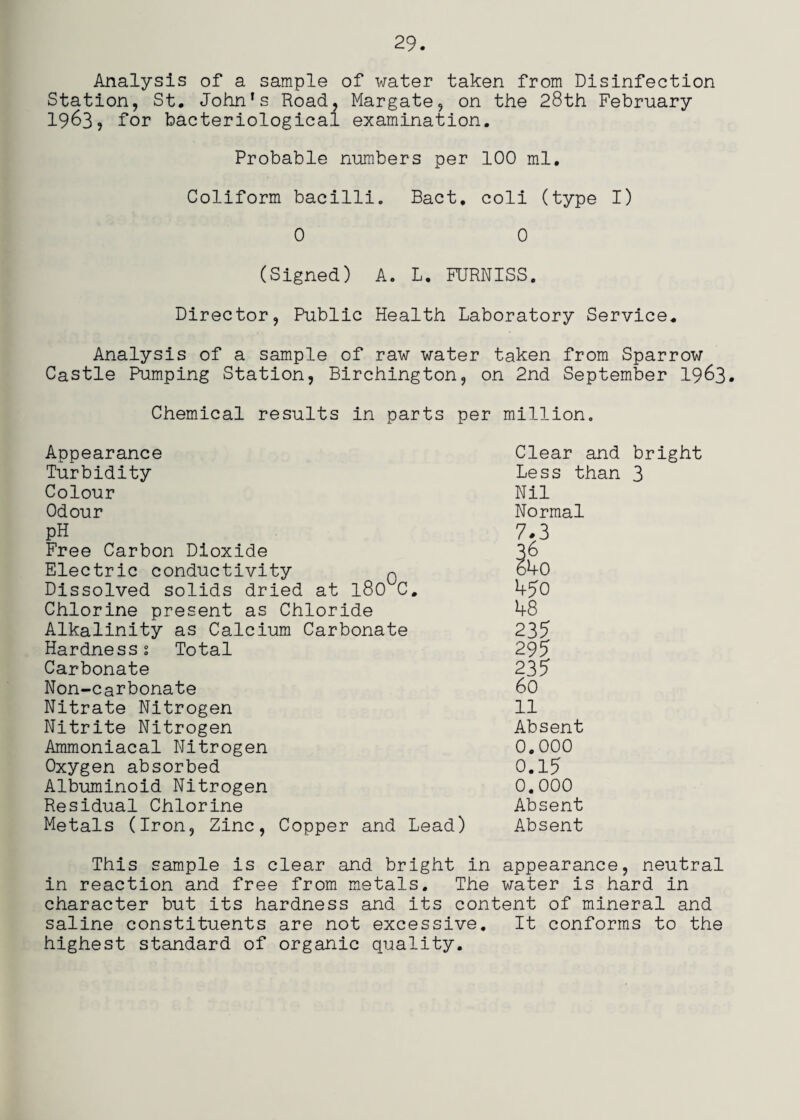 29.
Analysis of a sample of water taken from Disinfection
Station, St. John's Road, Margate, on the 28th February
1963, for bacteriological examination.
Probable numbers per 100 ml.
Coliform bacilli. Bact. coli (type I)
0 0
(Signed) A. L. FURNISS.
Director, Public Health Laboratory Service.
Analysis of a sample of raw water taken from Sparrow
Castle Pumping Station, Birchington, on 2nd September 1963.
Chemical results in parts per million.
Appearance Clear and bright
Turbidity Less than 3
Colour Nil
Odour Normal
pH 7.3
Free Carbon Dioxide 36
Electric conductivity 640
Dissolved solids dried at 180°C. 450
Chlorine present as Chloride 48
Alkalinity as Calcium Carbonate 235
Hardness: Total 295
Carbonate 235
Non-carbonate 60
Nitrate Nitrogen 11
Nitrite Nitrogen Absent
Ammoniacal Nitrogen 0.000
Oxygen absorbed 0.15
Albuminoid Nitrogen 0.000
Residual Chlorine Absent
Metals (Iron, Zinc, Copper and Lead) Absent
This sample is clear and bright in appearance, neutral
in reaction and free from metals. The water is hard in
character but its hardness and its content of mineral and
saline constituents are not excessive. It conforms to the
highest standard of organic quality.